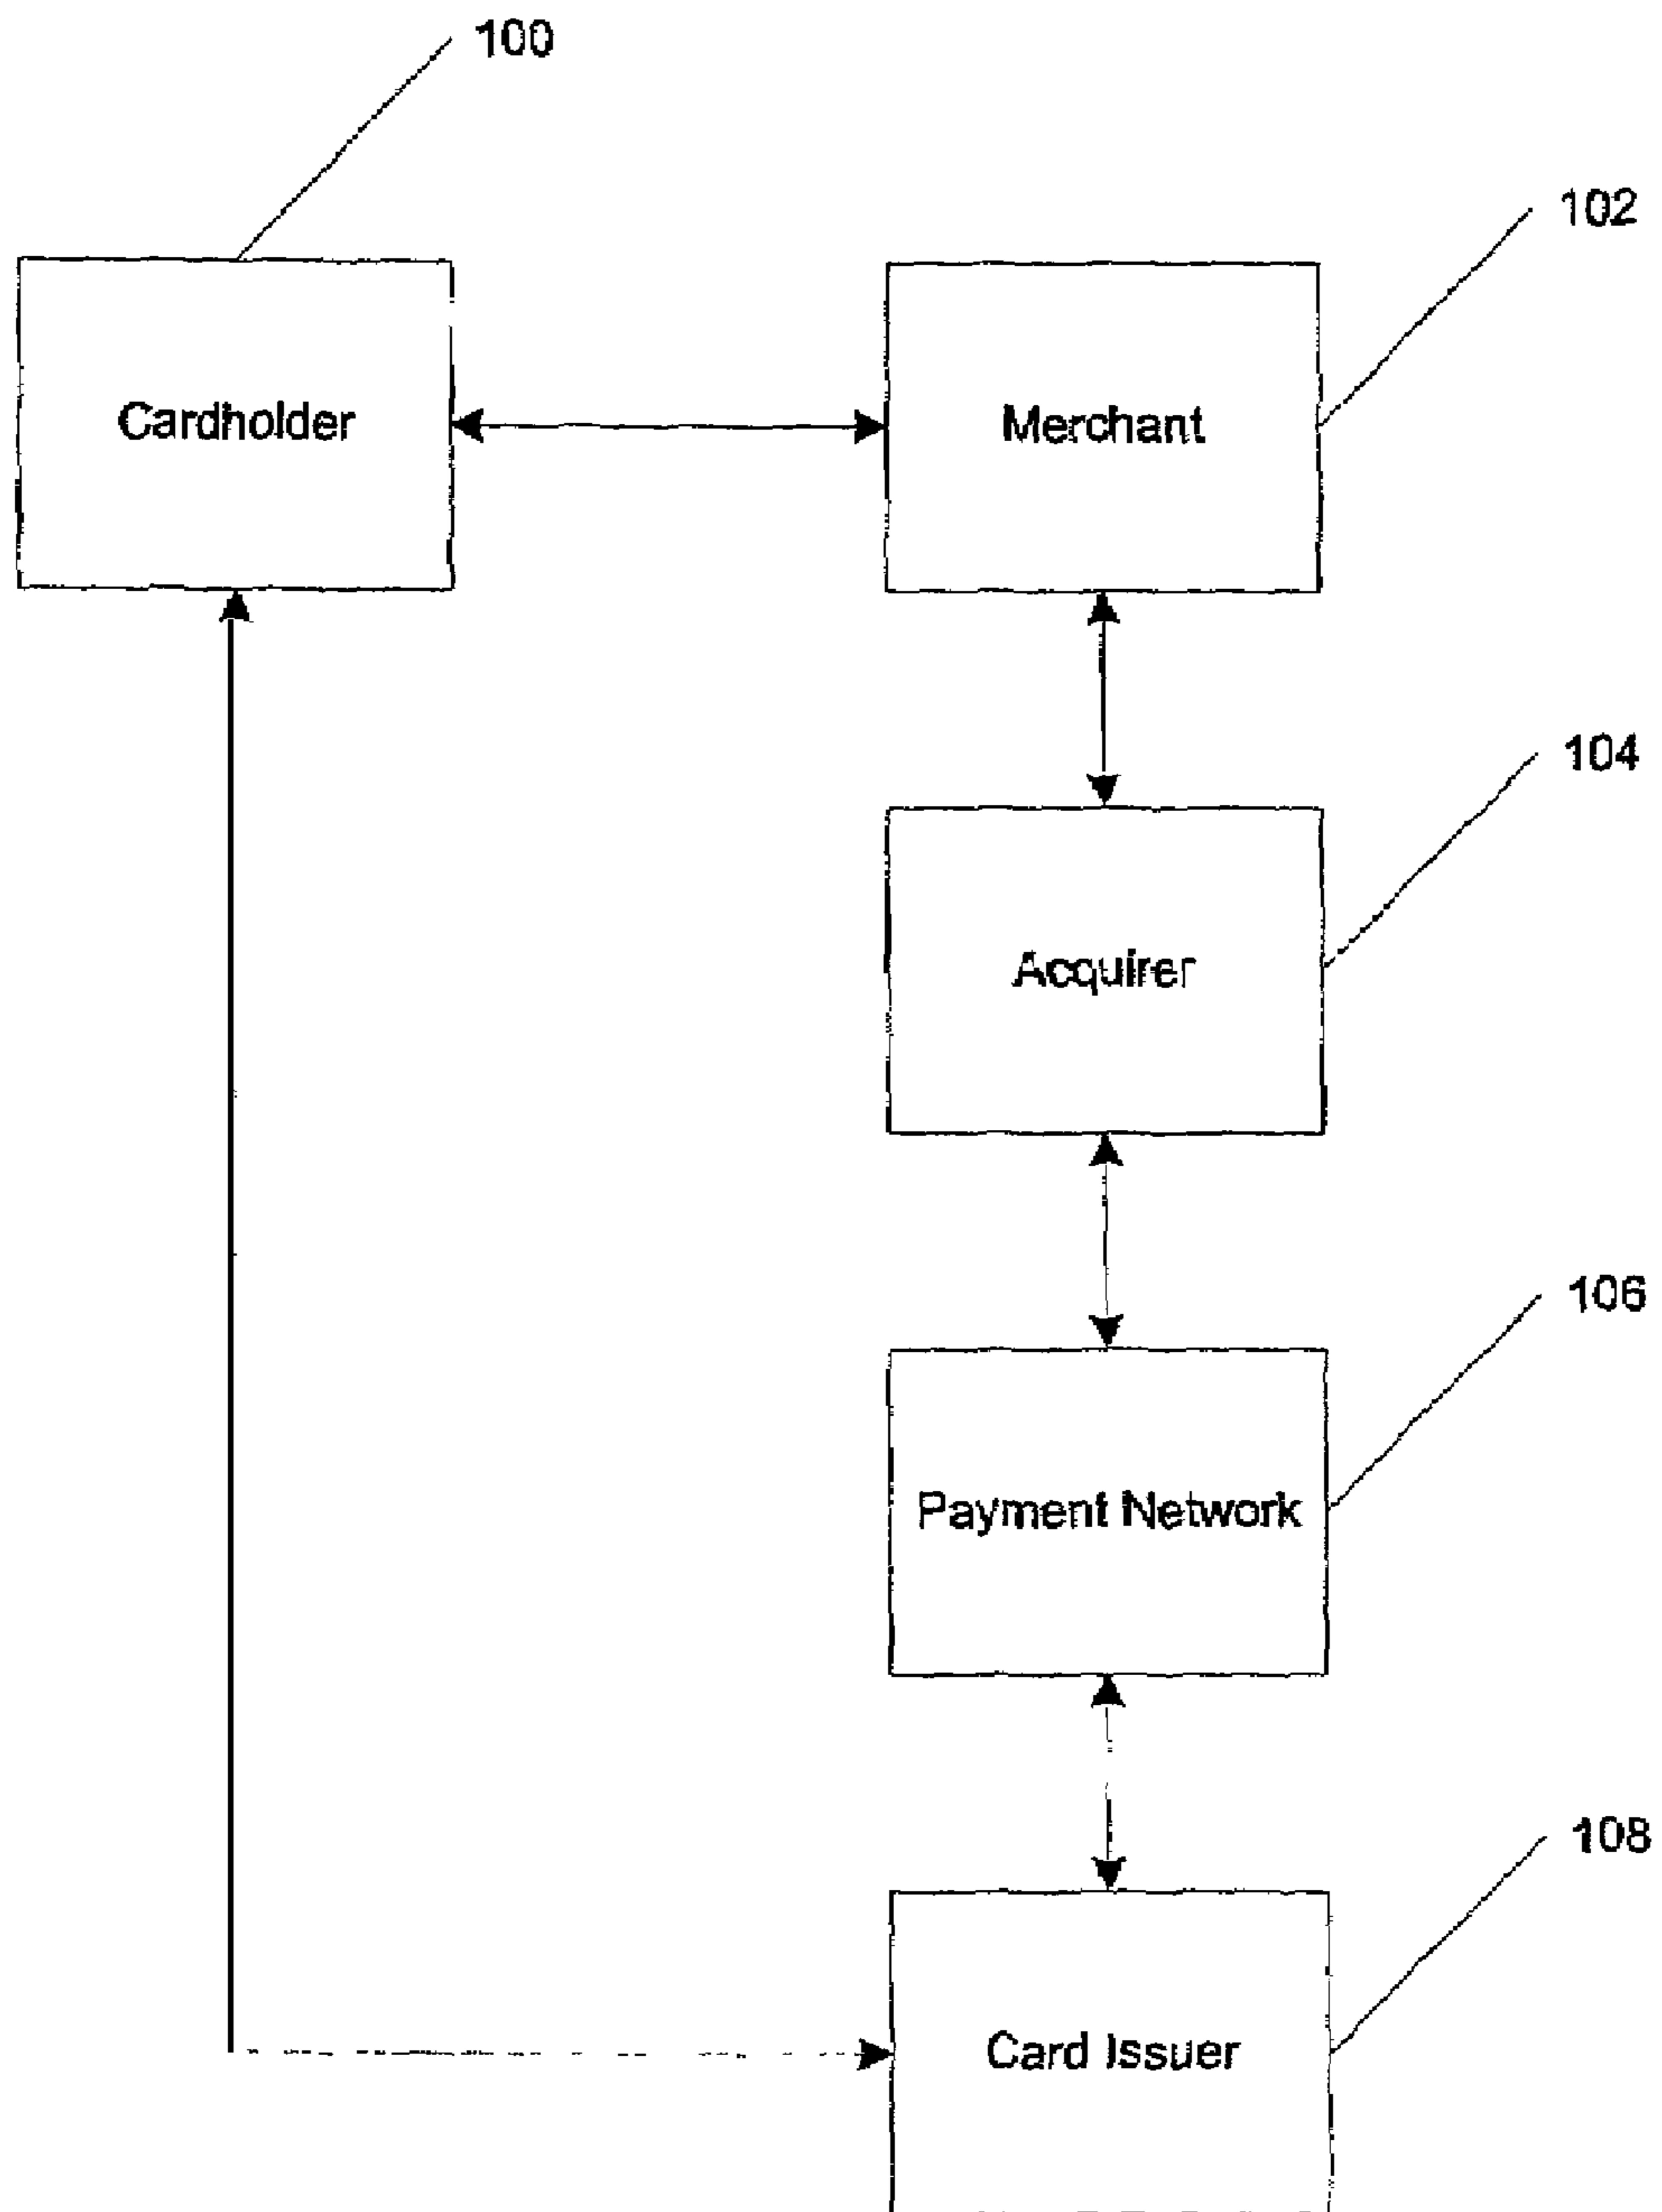 100
102
Cardholder
Merchant
104
Acquirer
106
Payment Network
108
Card Issuer